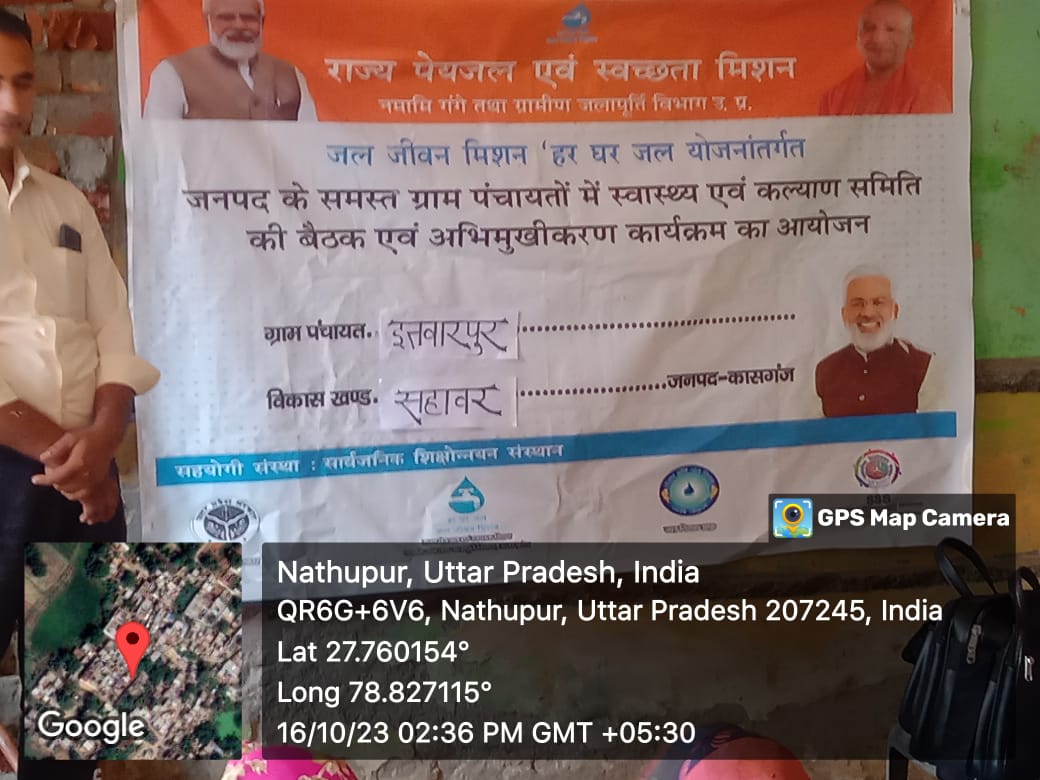 राज्य पेयजल एवं स्वच्छता मिशन
नमामि गंगे तथा ग्रामीण जलापूर्ति विभाग उ. प्र.
जल जीवन मिशन 'हर घर जल योजनांतर्गत
जनपद के समस्त ग्राम पंचायतों में स्वास्थ्य एवं कल्याण समिति
की बैठक एवं अभिमुखीकरण कार्यक्रम का आयोजन
ग्राम पंचायत. इत्तवारपुर
विकास खण्ड. सहावर जनपद-कासगंज
सहयोगी संस्था : सार्वजनिक शिक्षोन्नयन संस्थान
SSS
GPS Map Camera
Nathupur, Uttar Pradesh, India
QR6G+6V6, Nathupur, Uttar Pradesh 207245, India
Lat 27.760154°
Long 78.827115°
16/10/23 02:36 PM GMT +05:30
Google